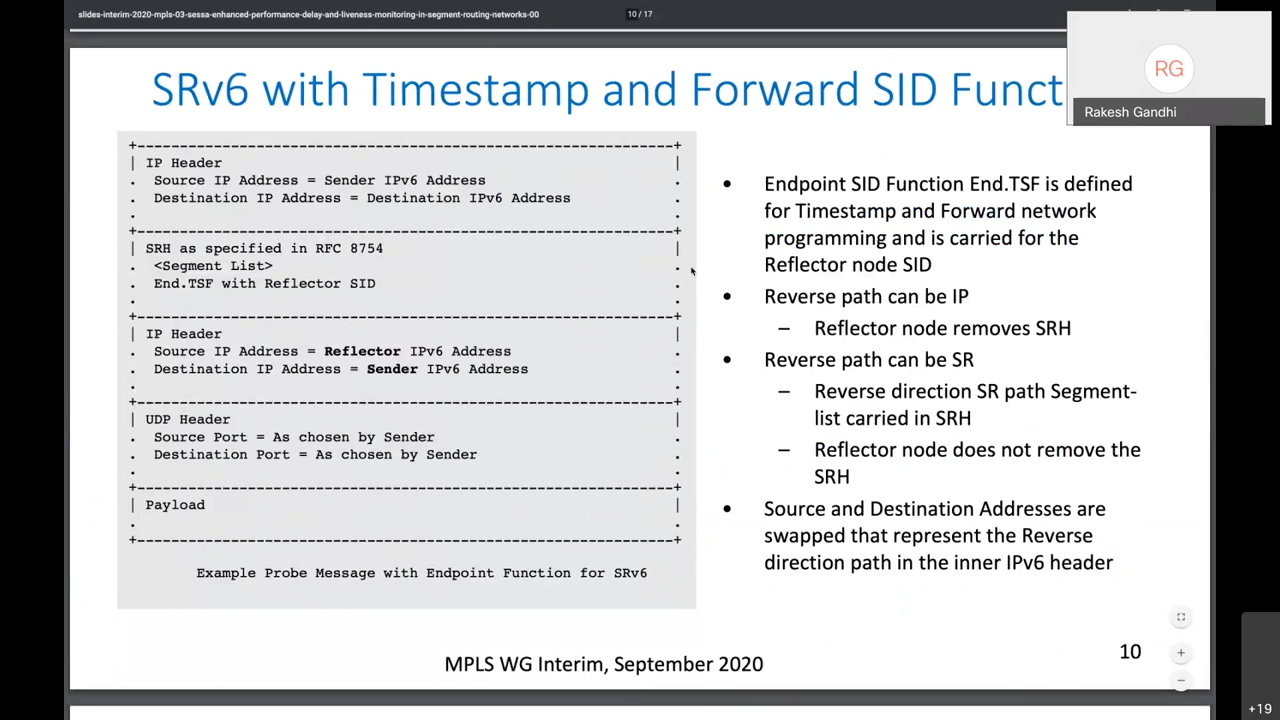 slides-interim-2020-mpls-03-sessa-enhanced-performance-delay-and-liveness-monitoring-in-segment-routing-networks-00
10 / 17
RG
Rakesh Gandhi
SRv6 with Timestamp and Forward SID Funct
+---------------------------------------------------------------+
| IP Header |
. Source IP Address = Sender IPv6 Address .
. Destination IP Address = Destination IPv6 Address .
. .
+---------------------------------------------------------------+
| SRH as specified in RFC 8754 |
. <Segment List> .
. End.TSF with Reflector SID .
. .
+---------------------------------------------------------------+
| IP Header |
. Source IP Address = Reflector IPv6 Address .
. Destination IP Address = Sender IPv6 Address .
. .
+---------------------------------------------------------------+
| UDP Header |
. Source Port = As chosen by Sender .
. Destination Port = As chosen by Sender .
. .
+---------------------------------------------------------------+
| Payload |
. .
+---------------------------------------------------------------+
Example Probe Message with Endpoint Function for SRv6
• Endpoint SID Function End.TSF is defined
for Timestamp and Forward network
programming and is carried for the
Reflector node SID
• Reverse path can be IP
– Reflector node removes SRH
• Reverse path can be SR
– Reverse direction SR path Segment-
list carried in SRH
– Reflector node does not remove the
SRH
• Source and Destination Addresses are
swapped that represent the Reverse
direction path in the inner IPv6 header
MPLS WG Interim, September 2020
10
+19